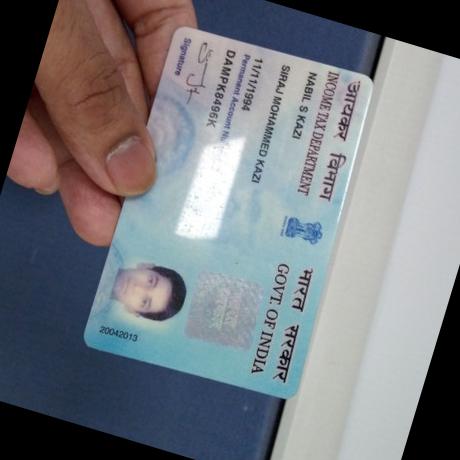 आयकर विभाग
INCOME TAX DEPARTMENT
भारत सरकार
GOVT. OF INDIA
NABIL S KAZI
SIRAJ MOHAMMED KAZI
11/11/1994
Permanent Account
DAMPK8496K
Signature
20042013